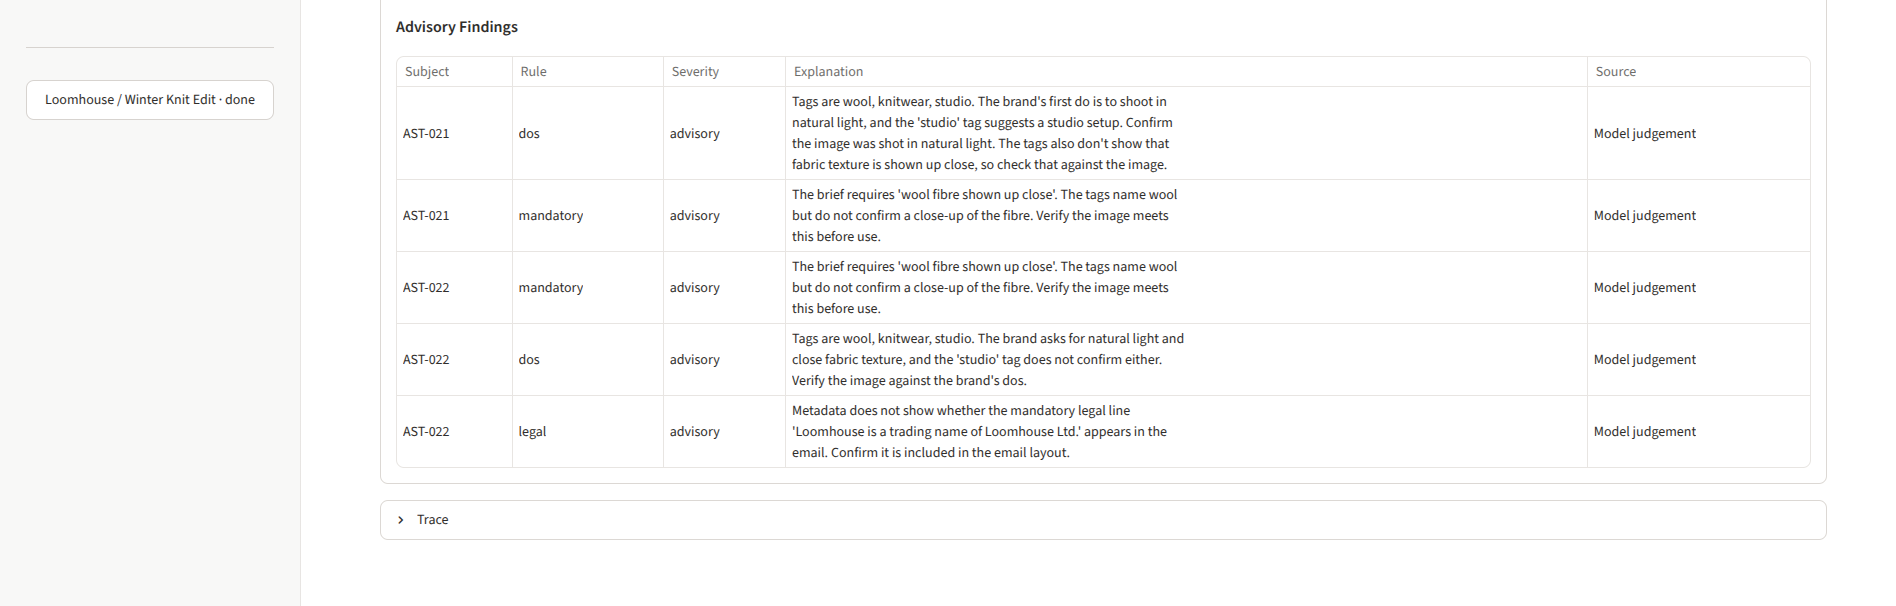 Loomhouse / Winter Knit Edit · done
Advisory Findings
Subject Rule Severity Explanation Source
AST-021 dos advisory
Tags are wool, knitwear, studio. The brand's first do is to shoot in
natural light, and the 'studio' tag suggests a studio setup. Confirm
the image was shot in natural light. The tags also don't show that
fabric texture is shown up close, so check that against the image.
Model judgement
AST-021 mandatory advisory
The brief requires 'wool fibre shown up close'. The tags name wool
but do not confirm a close-up of the fibre. Verify the image meets
this before use.
Model judgement
AST-022 mandatory advisory
The brief requires 'wool fibre shown up close'. The tags name wool
but do not confirm a close-up of the fibre. Verify the image meets
this before use.
Model judgement
AST-022 dos advisory
Tags are wool, knitwear, studio. The brand asks for natural light and
close fabric texture, and the 'studio' tag does not confirm either.
Verify the image against the brand's dos.
Model judgement
AST-022 legal advisory
Metadata does not show whether the mandatory legal line
'Loomhouse is a trading name of Loomhouse Ltd.' appears in the
email. Confirm it is included in the email layout.
Model judgement
Trace